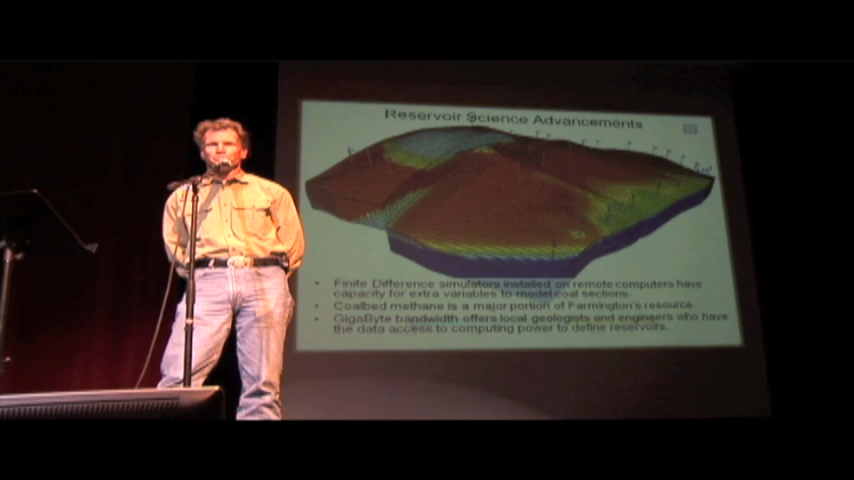 Reservoir Science Advancements
• Finite Difference simulators installed on remote computers have
capacity for extra variables to model coal sections.
• Coalbed methane is a major portion of Farmington's resource.
• GigaByte bandwidth offers local geologists and engineers who have
the data access to computing power to define reservoirs.